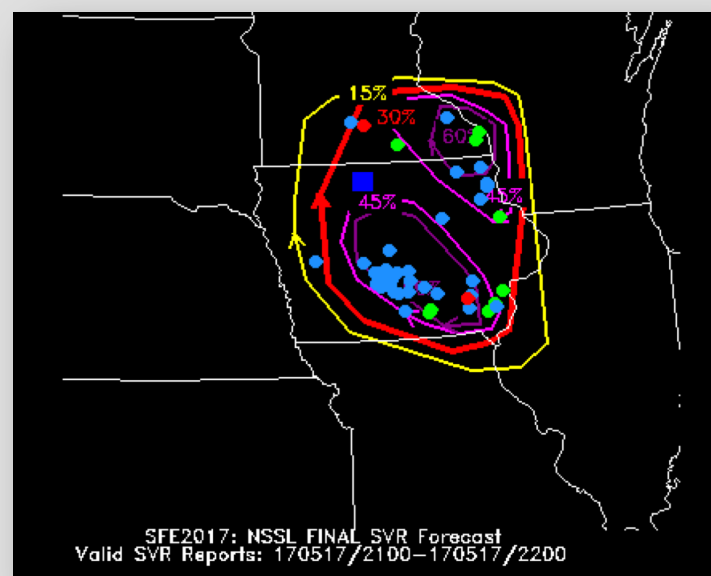 15%
30%
60%
45%
45%
SFE2017: NSSL FINAL SVR Forecast
Valid SVR Reports: 170517/2100-170517/2200